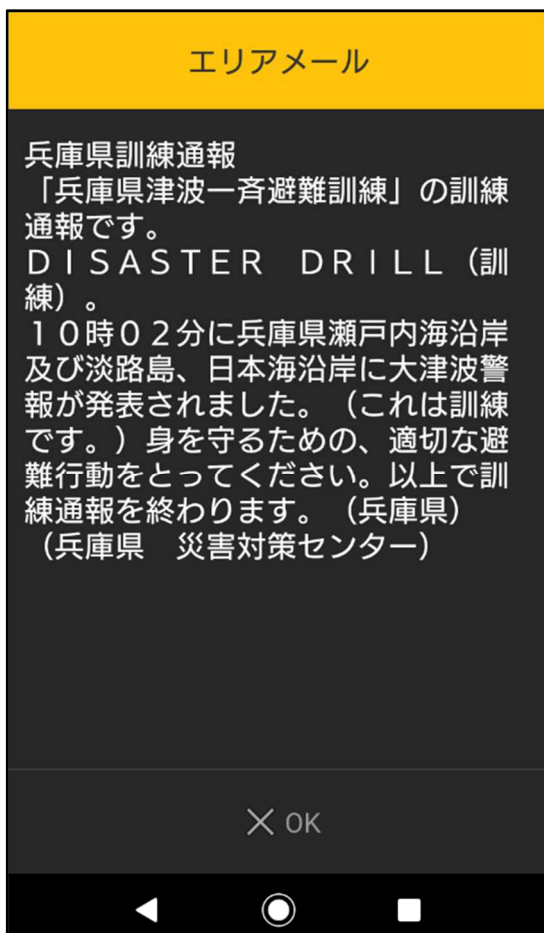 エリアメール
兵庫県訓練通報
「兵庫県津波一斉避難訓練」の訓練
通報です。
DISASTER　DRILL（訓
練）。
１０時０２分に兵庫県瀬戸内海沿岸
及び淡路島、日本海沿岸に大津波警
報が発表されました。（これは訓練
です。）身を守るための、適切な避
難行動をとってください。以上で訓
練通報を終わります。（兵庫県）
（兵庫県　災害対策センター）
OK